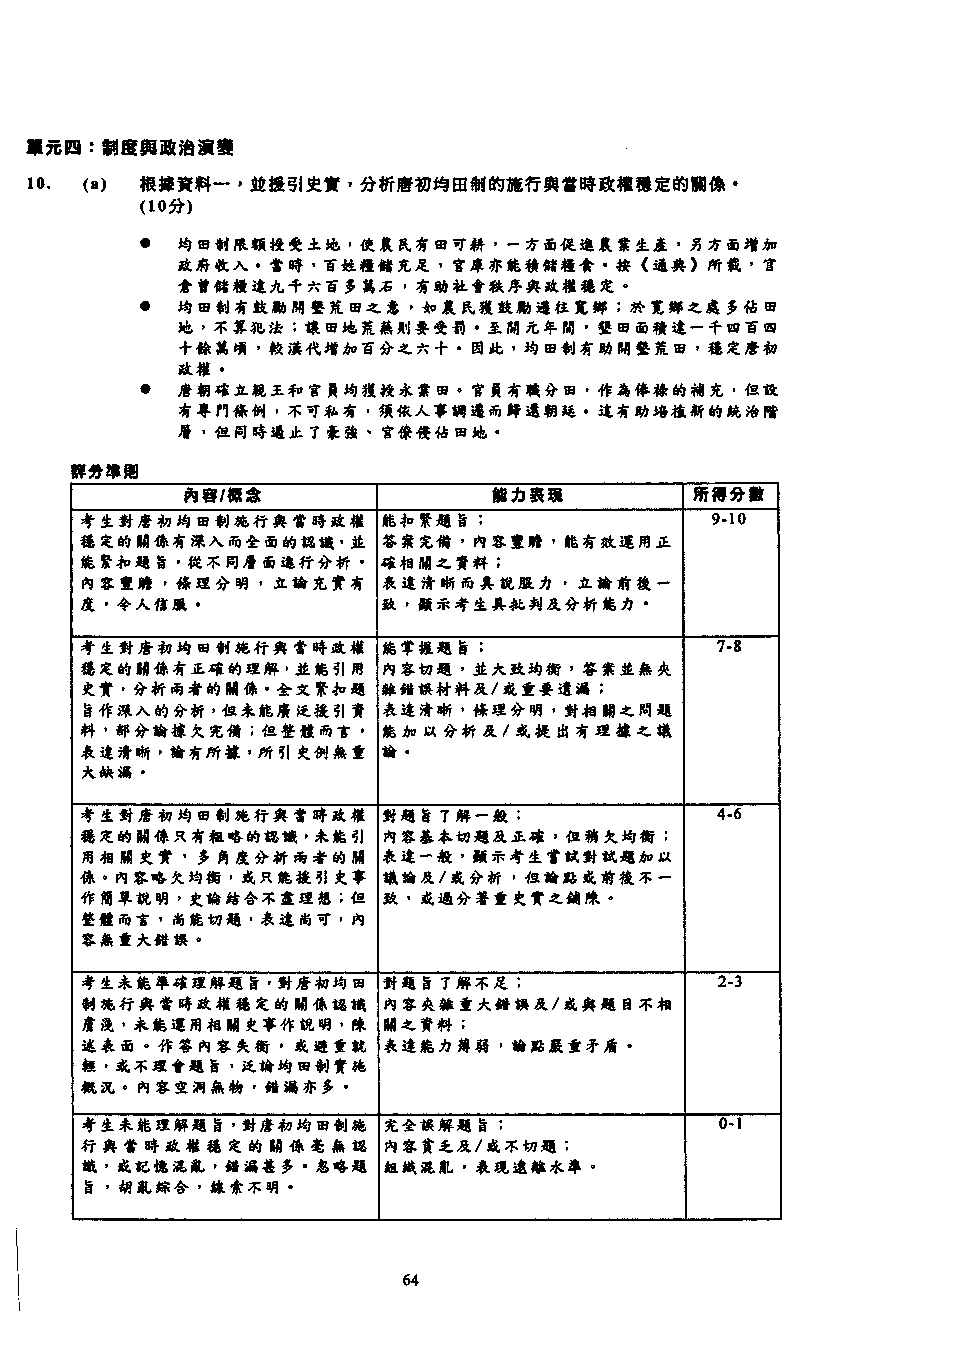 單元四：制度與政治演變
10. (a) 根據資料一，並援引史實，分析唐初均田制的施行與當時政權穩定的關係。
(10分)
● 均田制限額授受土地，使農民有田可耕，一方面促進農業生產，另方面增加
政府收入。當時，百姓糧儲充足，官庫亦能積儲糧食。按《通典》所載，官
倉曾儲糧達九千六百多萬石，有助社會秩序與政權穩定。
● 均田制有鼓勵開墾荒田之意，如農民獲鼓勵遷往寬鄉；於寬鄉之處多佔田
地，不算犯法；讓田地荒蕪則要受罰。至開元年間，墾田面積達一千四百四
十餘萬頃，較漢代增加百分之六十。因此，均田制有助開墾荒田，穩定唐初
政權。
● 唐朝確立親王和官員均獲授永業田。官員有職分田，作為俸祿的補充，但設
有專門條例，不可私有，須依人事調遷而歸還朝廷。這有助培植新的統治階
層，但同時遏止了豪強、官僚侵佔田地。
評分準則
內容/概念 能力表現 所得分數
考生對唐初均田制施行與當時政權
穩定的關係有深入而全面的認識，並
能緊扣題旨，從不同層面進行分析。
內容豐贍，條理分明，立論充實有
度，令人信服。
能扣緊題旨；
答案完備，內容豐贍，能有效運用正
確相關之資料；
表達清晰而具說服力，立論前後一
致，顯示考生具批判及分析能力。
9-10
考生對唐初均田制施行與當時政權
穩定的關係有正確的理解，並能引用
史實，分析兩者的關係。全文緊扣題
旨作深入的分析，但未能廣泛援引資
料，部分論據欠完備；但整體而言，
表達清晰，論有所據，所引史例無重
大缺漏。
能掌握題旨；
內容切題，並大致均衡，答案並無夾
雜錯誤材料及/或重要遺漏；
表達清晰，條理分明，對相關之問題
能加以分析及/或提出有理據之議
論。
7-8
考生對唐初均田制施行與當時政權
穩定的關係只有粗略的認識，未能引
用相關史實，多角度分析兩者的關
係。內容略欠均衡，或只能援引史事
作簡單說明，史論結合不盡理想；但
整體而言，尚能切題，表達尚可，內
容無重大錯誤。
對題旨了解一般；
內容基本切題及正確，但稍欠均衡；
表達一般，顯示考生嘗試對試題加以
議論及/或分析，但論點或前後不一
致，或過分著重史實之鋪陳。
4-6
考生未能準確理解題旨，對唐初均田
制施行與當時政權穩定的關係認識
膚淺，未能運用相關史事作說明，陳
述表面。作答內容失衡，或避重就
輕，或不理會題旨，泛論均田制實施
概況。內容空洞無物，錯漏亦多。
對題旨了解不足；
內容夾雜重大錯誤及/或與題目不相
關之資料；
表達能力薄弱，論點嚴重矛盾。
2-3
考生未能理解題旨，對唐初均田制施
行與當時政權穩定的關係毫無認
識，或記憶混亂，錯漏甚多。忽略題
旨，胡亂綜合，線索不明。
完全誤解題旨；
內容貧乏及/或不切題；
組織混亂，表現遠離水準。
0-1
64